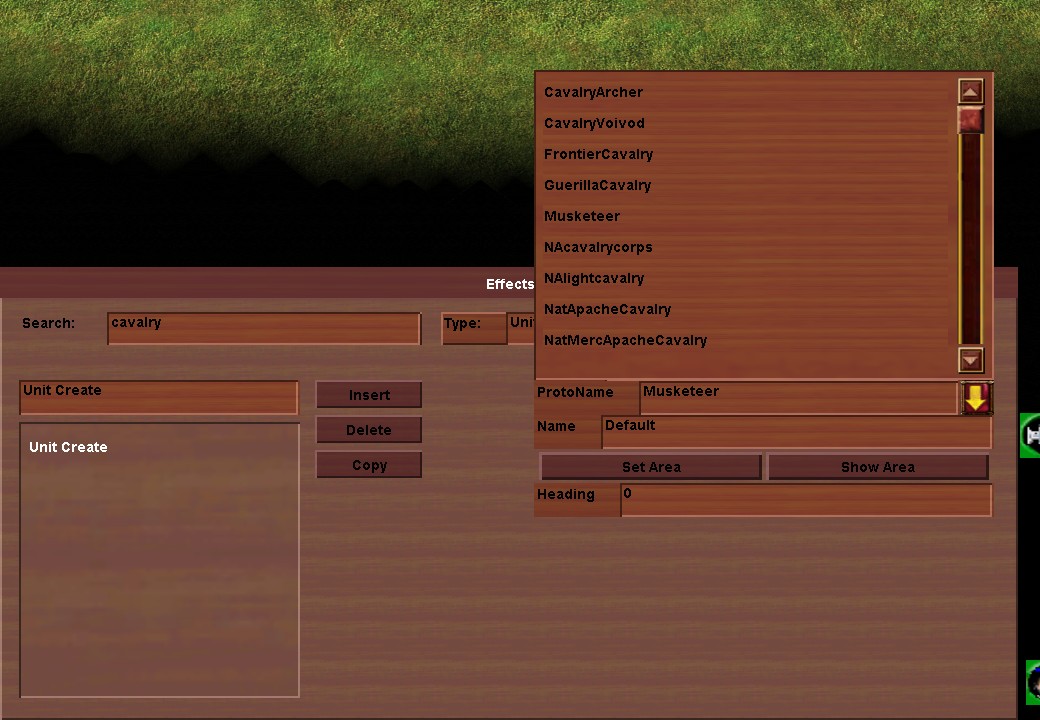 CavalryArcher
CavalryVoivod
FrontierCavalry
GuerillaCavalry
Musketeer
NAcavalrycorps
NAlightcavalry
NatApacheCavalry
NatMercApacheCavalry
Effects
Search: cavalry Type: Uni
Unit Create
Insert
Delete
Copy
Unit Create
ProtoName Musketeer
Name Default
Set Area Show Area
Heading 0